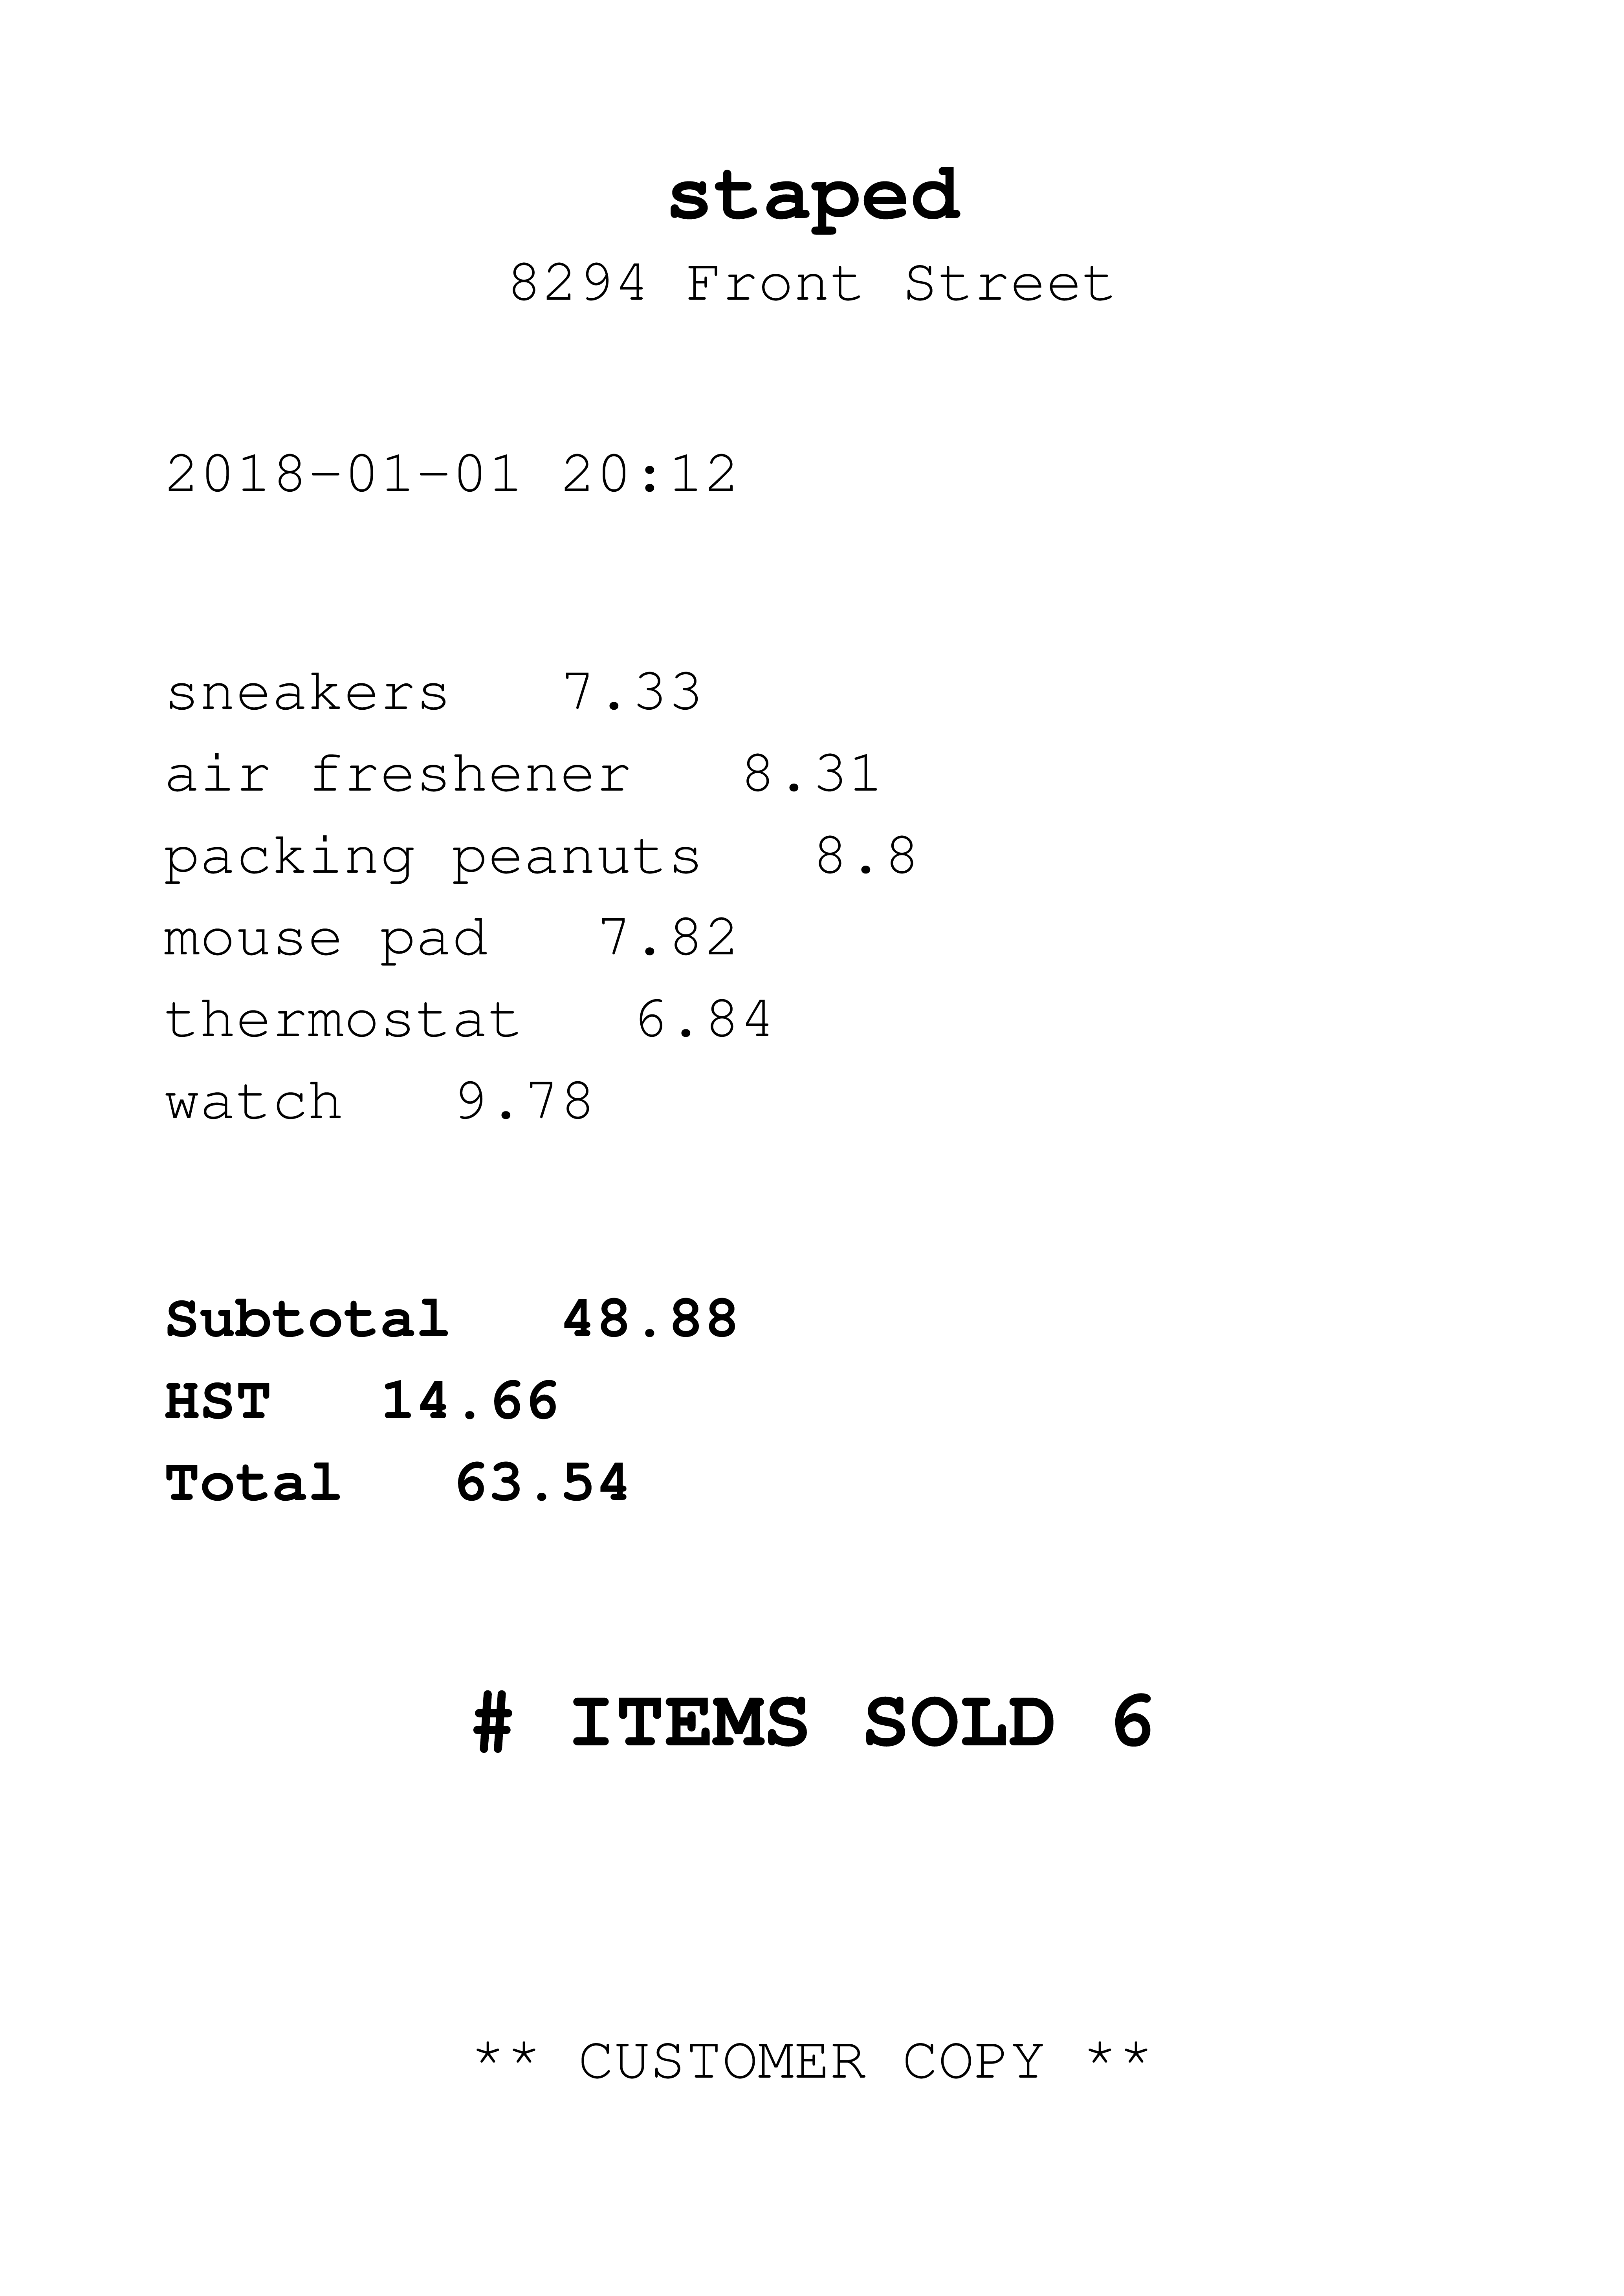 staped
8294 Front Street
2018-01-01 20:12
sneakers 7.33
air freshener 8.31
packing peanuts 8.8
mouse pad 7.82
thermostat 6.84
watch 9.78
Subtotal 48.88
HST 14.66
Total 63.54
# ITEMS SOLD 6
** CUSTOMER COPY **